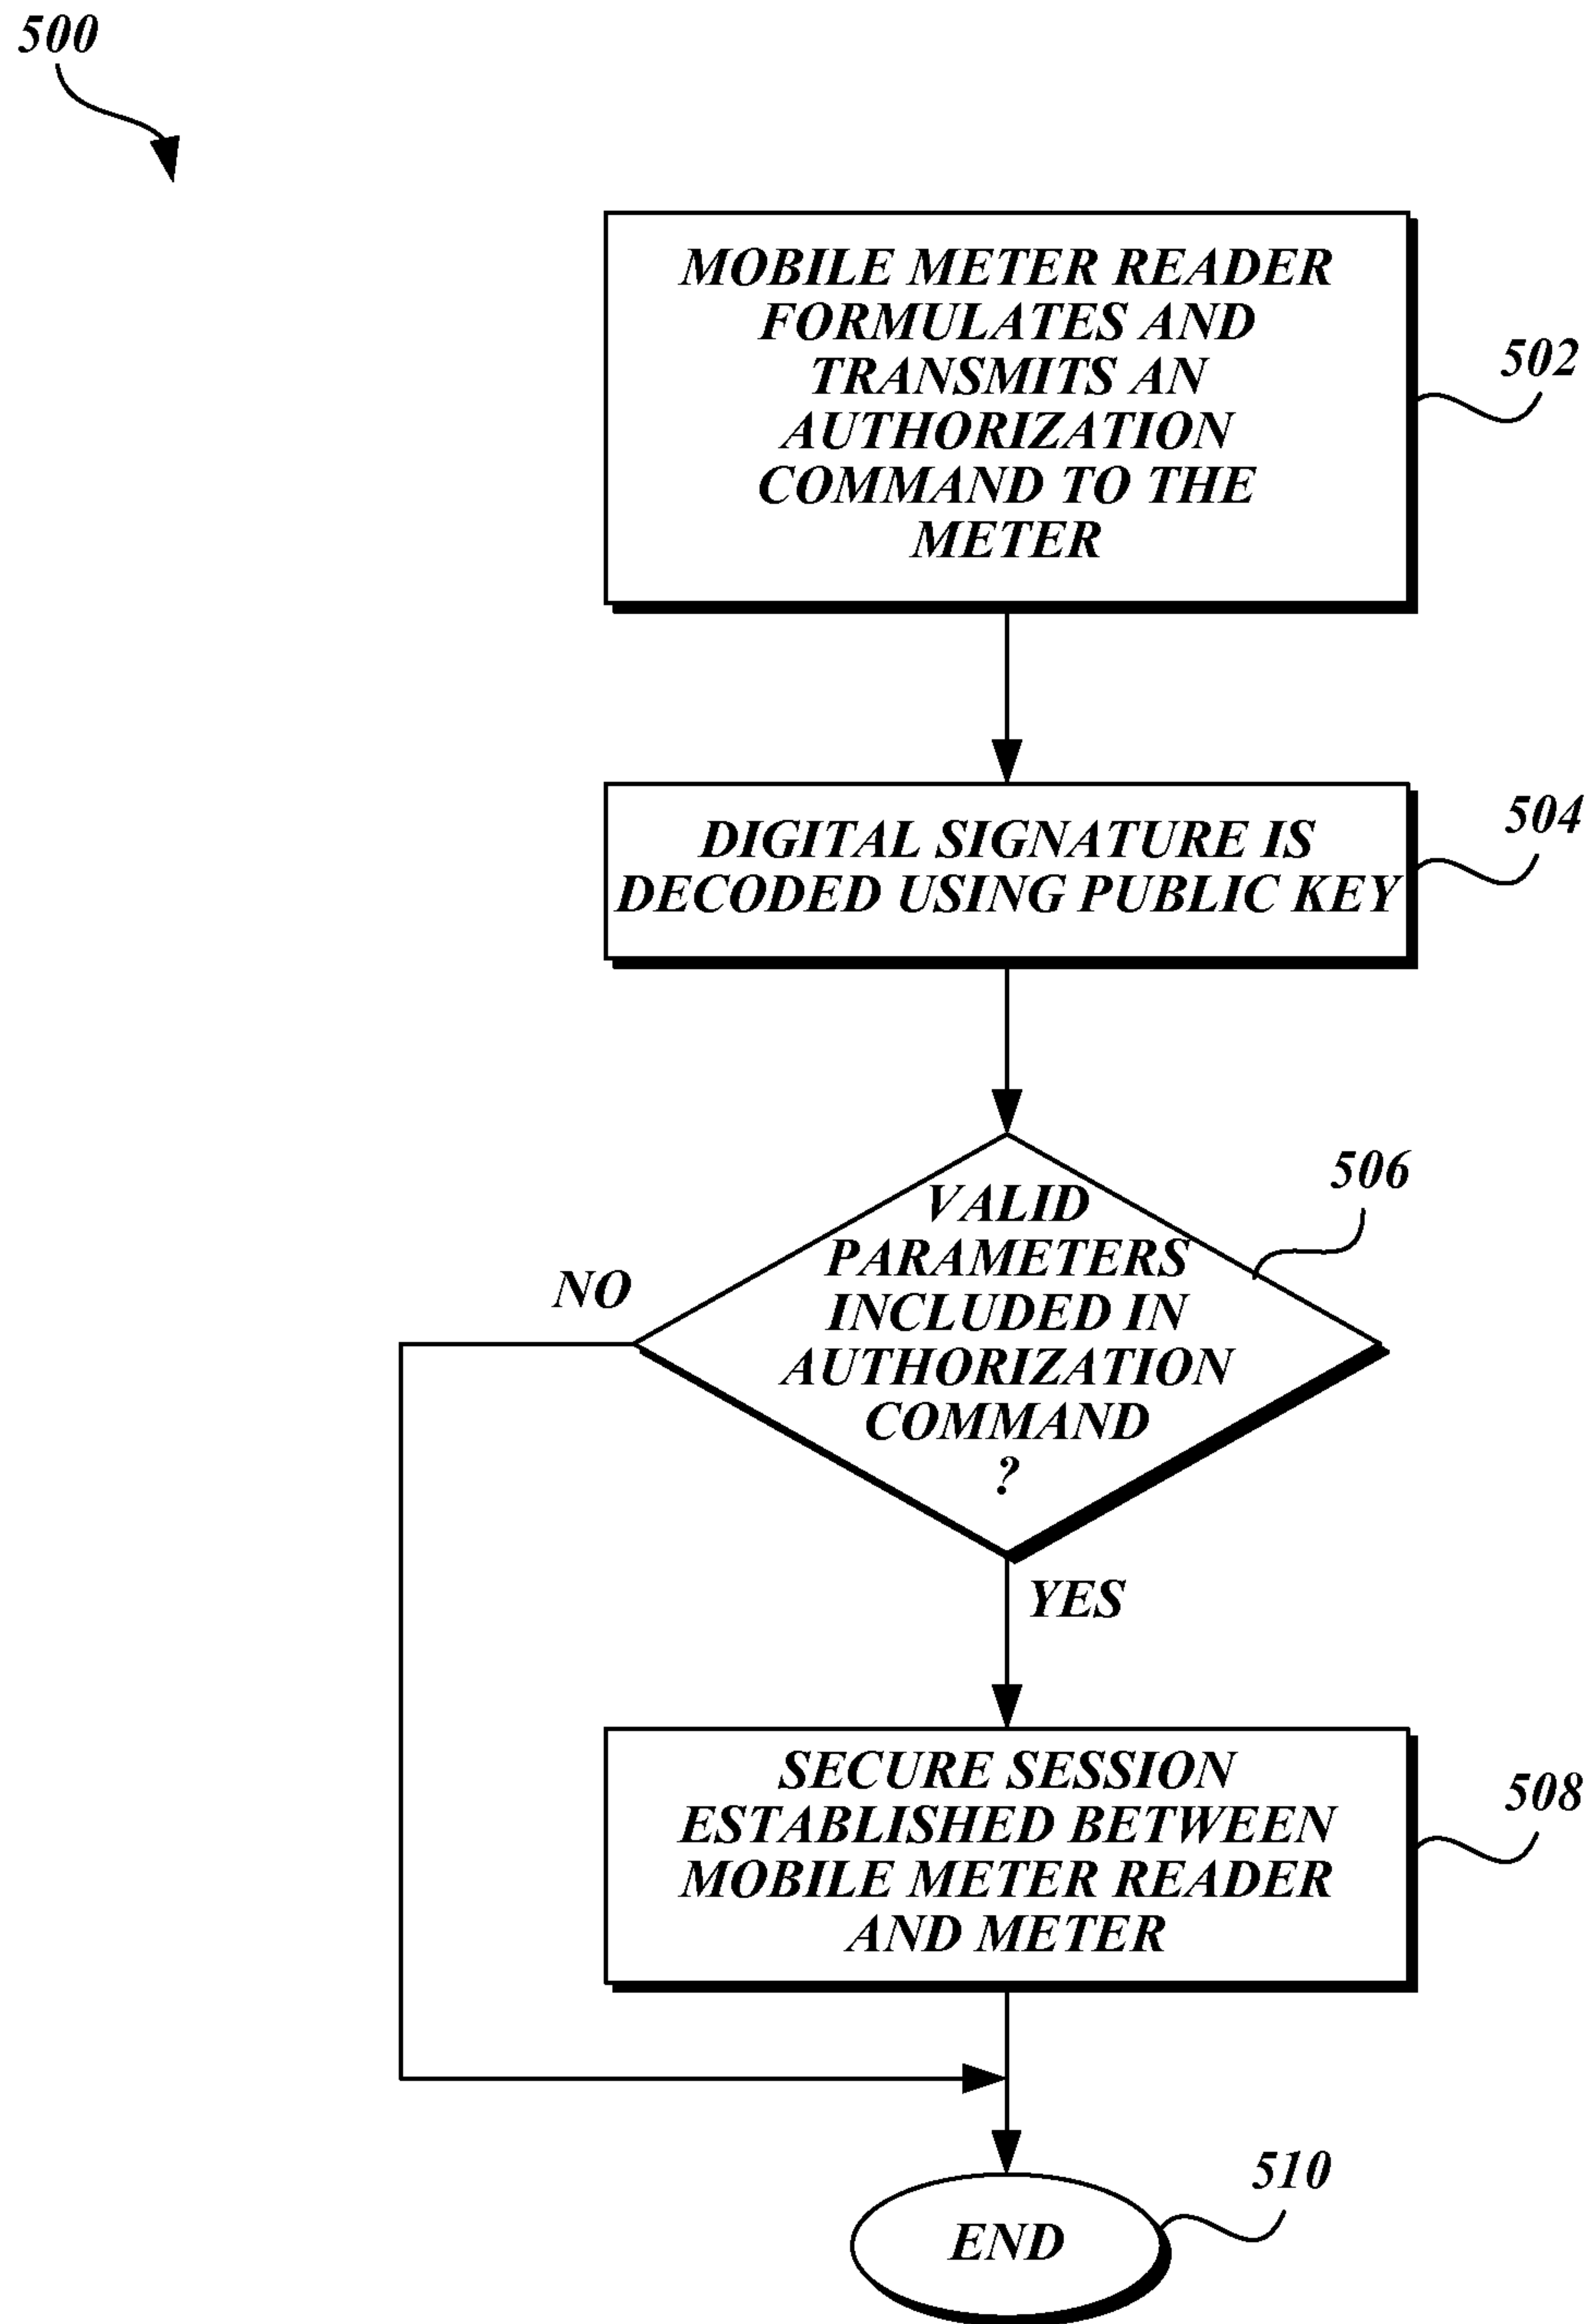 500
MOBILE METER READER
FORMULATES AND
TRANSMITS AN
AUTHORIZATION
COMMAND TO THE
METER
502
DIGITAL SIGNATURE IS
DECODED USING PUBLIC KEY
504
VALID
PARAMETERS
INCLUDED IN
AUTHORIZATION
COMMAND
?
506
NO
YES
SECURE SESSION
ESTABLISHED BETWEEN
MOBILE METER READER
AND METER
508
END
510